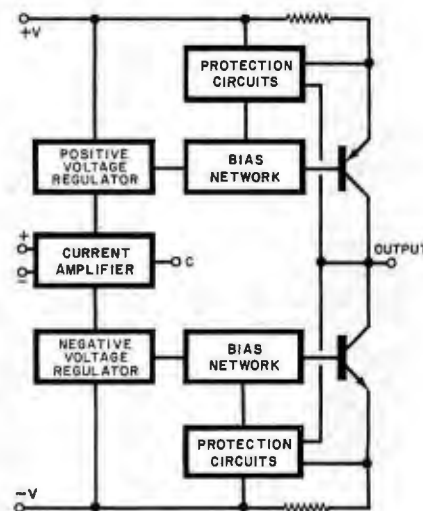 +V
PROTECTION
CIRCUITS
POSITIVE
VOLTAGE
REGULATOR
BIAS
NETWORK
+
-
CURRENT
AMPLIFIER
C
OUTPUT
NEGATIVE
VOLTAGE
REGULATOR
BIAS
NETWORK
PROTECTION
CIRCUITS
-V